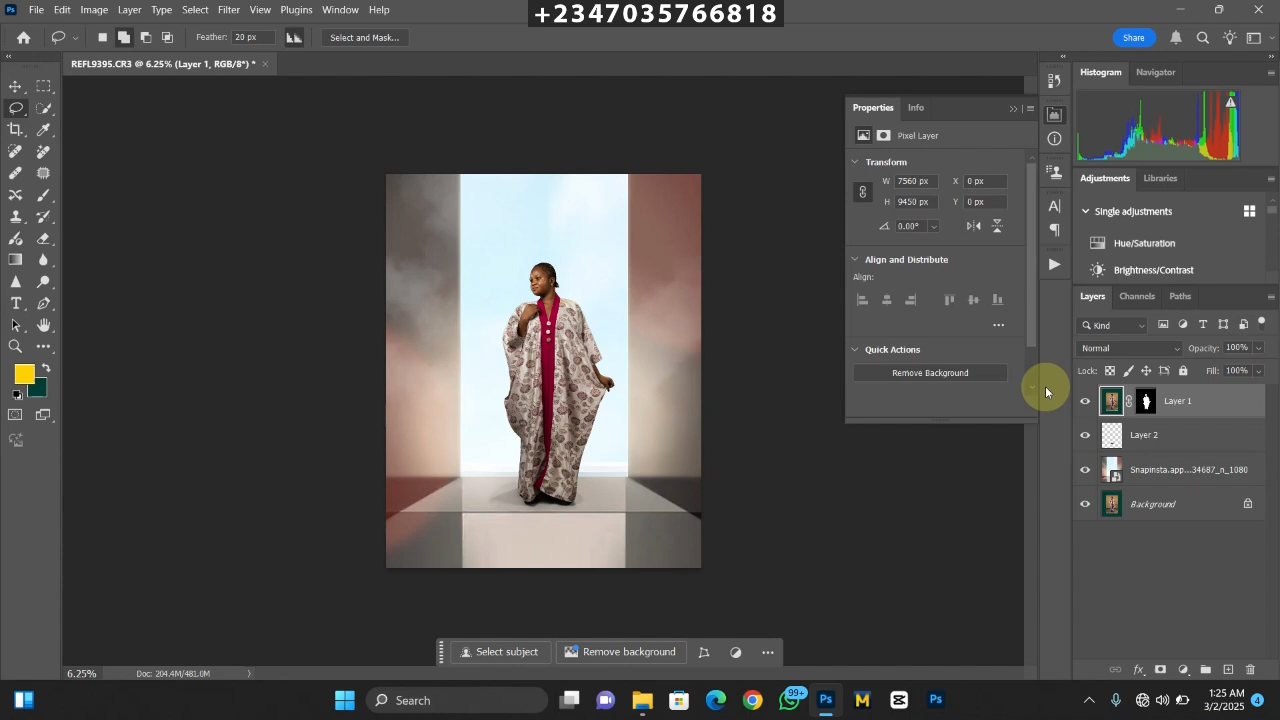 +2347035766818
Ps File Edit Image Layer Type Select Filter View Plugins Window Help
Feather: 20 px Select and Mask... Share
REFL9395.CR3 @ 6.25% (Layer 1, RGB/8*) * ×
Histogram Navigator
Properties Info
Pixel Layer
Transform
W 7560 px X 0 px
H 9450 px Y 0 px
0.00°
Align and Distribute
Align:
Quick Actions
Remove Background
Adjustments Libraries
Single adjustments
Hue/Saturation
Brightness/Contrast
Layers Channels Paths
Kind
Normal Opacity: 100%
Lock: Fill: 100%
Layer 1
Layer 2
Snapinsta.app...34687_n_1080
Background
Select subject Remove background
6.25% Doc: 204.4M/481.0M
Search
99+
1:25 AM
3/2/2025
4